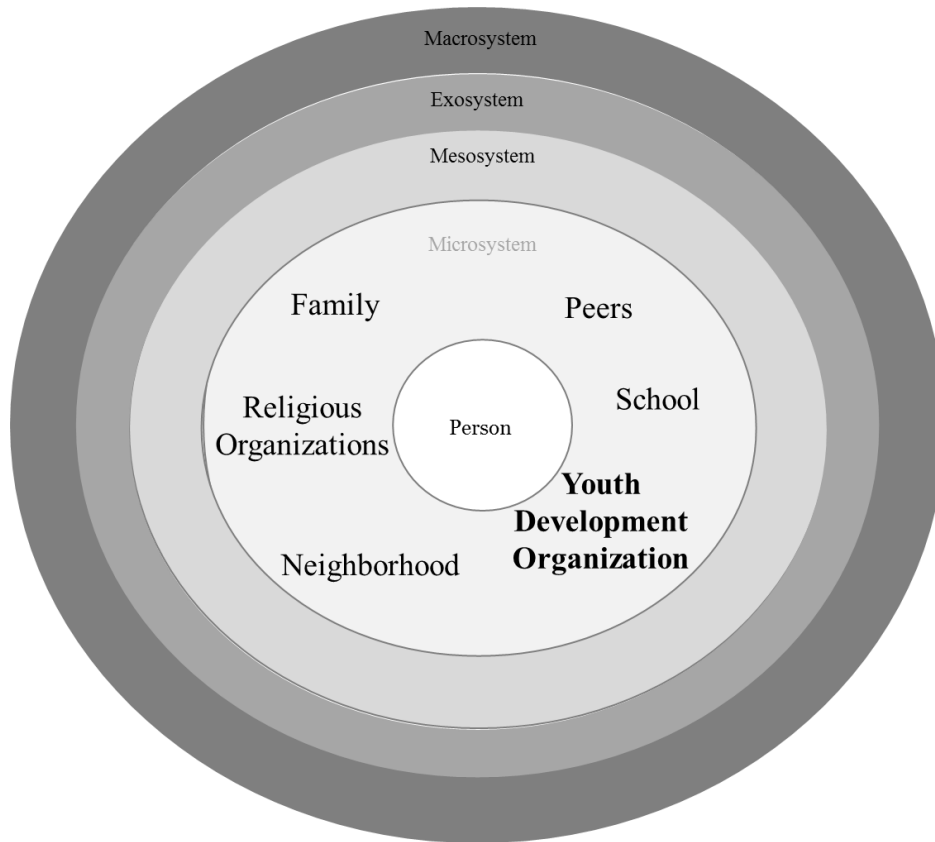 Macrosystem
Exosystem
Mesosystem
Microsystem
Family
Peers
Religious
Organizations
School
Person
Youth
Development
Organization
Neighborhood